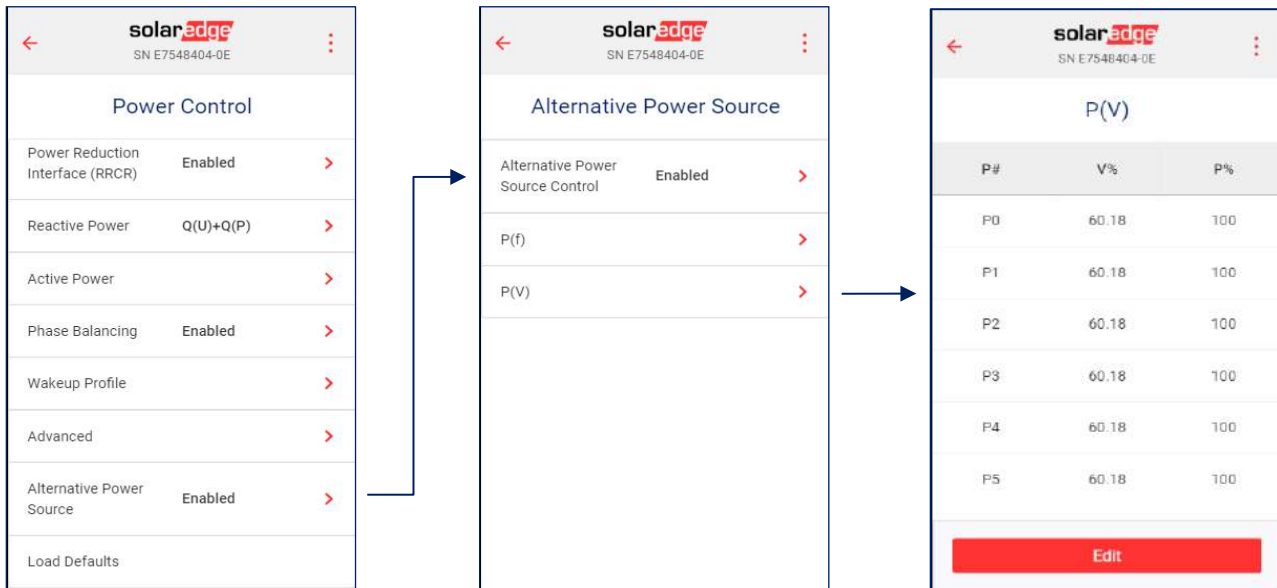 solaredge
SN E7548404-0E
Power Control
Power Reduction
Interface (RRCR) Enabled
Reactive Power Q(U)+Q(P)
Active Power
Phase Balancing Enabled
Wakeup Profile
Advanced
Alternative Power
Source Enabled
Load Defaults
solaredge
SN E7548404-0E
Alternative Power Source
Alternative Power
Source Control Enabled
P(f)
P(V)
solaredge
SN E7548404-0E
P(V)
P# V% P%
P0 60.18 100
P1 60.18 100
P2 60.18 100
P3 60.18 100
P4 60.18 100
P5 60.18 100
Edit